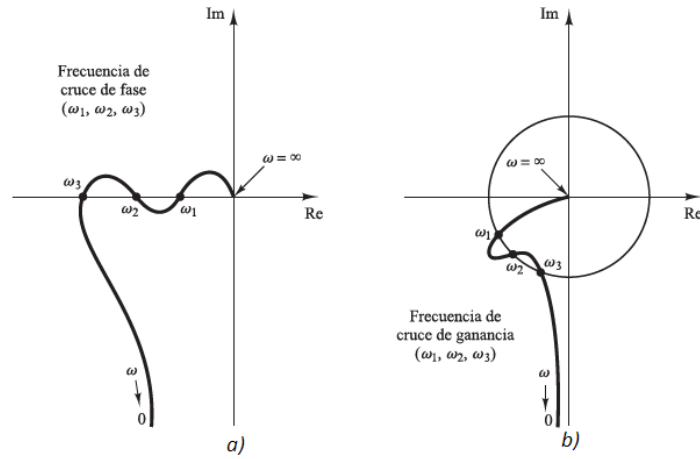 Im
Frecuencia de
cruce de fase
(ω₁, ω₂, ω₃)
ω = ∞
ω₃
ω₂
ω₁
Re
ω
0
a)
Im
ω = ∞
Re
ω₁
ω₂
ω₃
Frecuencia de
cruce de ganancia
(ω₁, ω₂, ω₃)
ω
0
b)